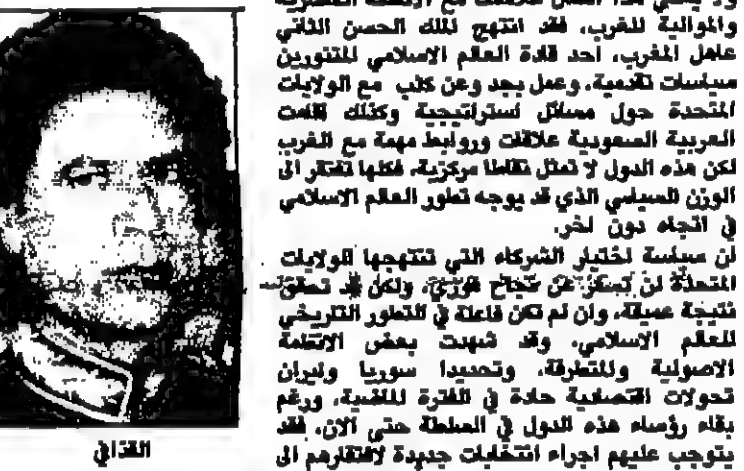 والموالية للغرب، فقد انتهج الملك الحسن الثاني
عاهل المغرب، احد قادة العالم الاسلامي المتنورين
سياسات تقدمية، وعمل بجد وعن كثب مع الولايات
المتحدة حول مسائل استراتيجية وكذلك اقامت
العربية السعودية علاقات وروابط مهمة مع الغرب
لكن هذه الدول لا تمثل نقاطا مركزية، فكلها تفتقر الى
الوزن السياسي الذي قد يوجه تطور العالم الاسلامي
في اتجاه دون اخر.
ان سياسة اختيار الشركاء التي تنتهجها الولايات
المتحدة لن تسفر عن نجاح فوري، ولكن قد تحقق
نتيجة عميقة، وان لم تكن فاعلة في التطور التاريخي
للعالم الاسلامي. وقد شهدت بعض الانظمة
الاصولية والمتطرفة، وتحديدا سوريا وايران
تحولات اقتصادية حادة في الفترة الماضية، ورغم
بقاء رؤساء هذه الدول في السلطة حتى الان، فقد
يتوجب عليهم اجراء انتخابات جديدة لافتقارهم الى
القذافي